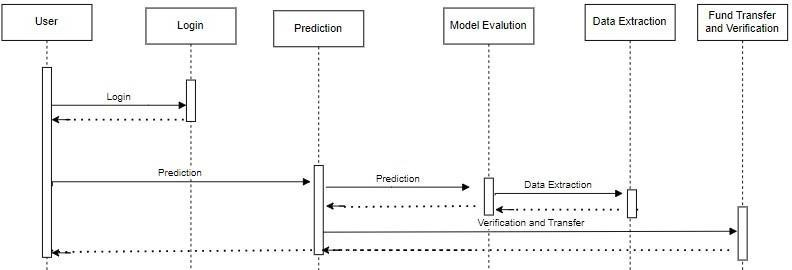 User
Login
Prediction
Model Evalution
Data Extraction
Fund Transfer
and Verification
Login
Prediction
Prediction
Data Extraction
Verification and Transfer